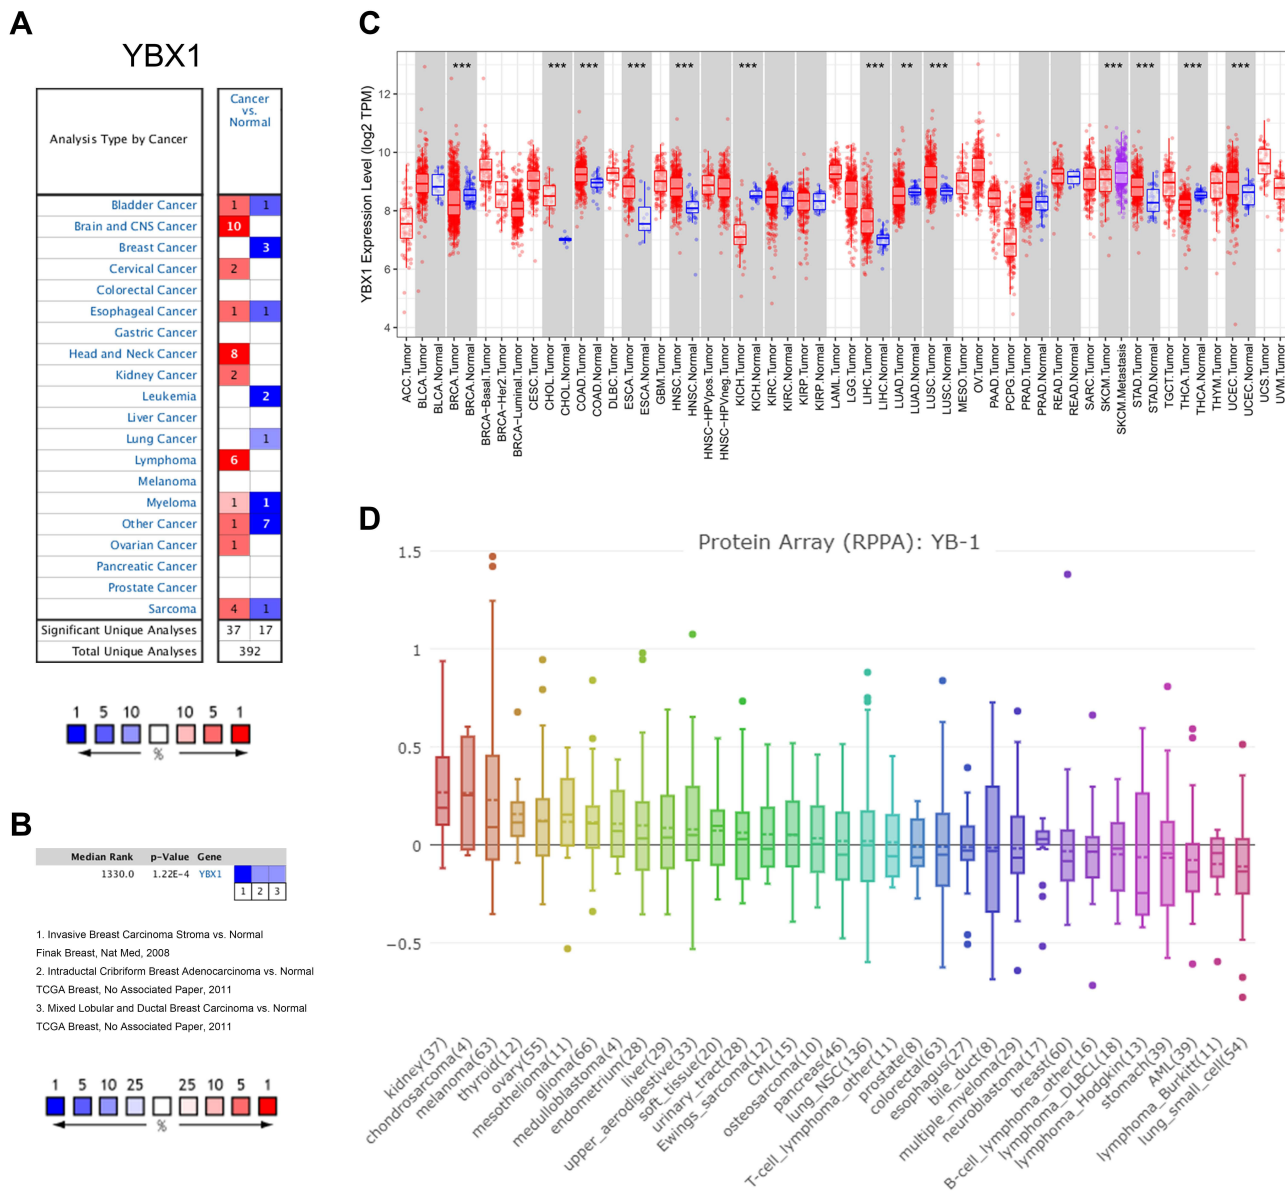 A
YBX1
Analysis Type by Cancer
Cancer
vs.
Normal
Bladder Cancer 1 1
Brain and CNS Cancer 10
Breast Cancer 3
Cervical Cancer 2
Colorectal Cancer
Esophageal Cancer 1 1
Gastric Cancer
Head and Neck Cancer 8
Kidney Cancer 2
Leukemia 2
Liver Cancer
Lung Cancer 1
Lymphoma 6
Melanoma
Myeloma 1 1
Other Cancer 1 7
Ovarian Cancer 1
Pancreatic Cancer
Prostate Cancer
Sarcoma 4 1
Significant Unique Analyses 37 17
Total Unique Analyses 392
1 5 10 10 5 1
%
B
Median Rank p-Value Gene
1330.0 1.22E-4 YBX1
1 2 3
1. Invasive Breast Carcinoma Stroma vs. Normal
Finak Breast, Nat Med, 2008
2. Intraductal Cribriform Breast Adenocarcinoma vs. Normal
TCGA Breast, No Associated Paper, 2011
3. Mixed Lobular and Ductal Breast Carcinoma vs. Normal
TCGA Breast, No Associated Paper, 2011
1 5 10 25 25 10 5 1
%
C
YBX1 Expression Level (log2 TPM)
12
10
8
6
4
*** *** *** *** *** *** *** ** *** *** *** *** ***
ACC.Tumor
BLCA.Tumor
BLCA.Normal
BRCA.Tumor
BRCA.Normal
BRCA-Basal.Tumor
BRCA-Her2.Tumor
BRCA-Luminal.Tumor
CESC.Tumor
CHOL.Tumor
CHOL.Normal
COAD.Tumor
COAD.Normal
DLBC.Tumor
ESCA.Tumor
ESCA.Normal
GBM.Tumor
HNSC.Tumor
HNSC.Normal
HNSC-HPVpos.Tumor
HNSC-HPVneg.Tumor
KICH.Tumor
KICH.Normal
KIRC.Tumor
KIRC.Normal
KIRP.Tumor
KIRP.Normal
LAML.Tumor
LGG.Tumor
LIHC.Tumor
LIHC.Normal
LUAD.Tumor
LUAD.Normal
LUSC.Tumor
LUSC.Normal
MESO.Tumor
OV.Tumor
PAAD.Tumor
PCPG.Tumor
PRAD.Tumor
PRAD.Normal
READ.Tumor
READ.Normal
SARC.Tumor
SKCM.Tumor
SKCM.Metastasis
STAD.Tumor
STAD.Normal
TGCT.Tumor
THCA.Tumor
THCA.Normal
THYM.Tumor
UCEC.Tumor
UCEC.Normal
UCS.Tumor
UVM.Tumor
D
Protein Array (RPPA): YB-1
1.5
1
0.5
0
−0.5
kidney(37)
chondrosarcoma(4)
melanoma(63)
thyroid(12)
ovary(55)
mesothelioma(11)
glioma(66)
medulloblastoma(4)
endometrium(28)
liver(29)
upper_aerodigestive(33)
soft_tissue(20)
urinary_tract(28)
Ewings_sarcoma(12)
CML(15)
osteosarcoma(10)
pancreas(46)
lung_NSC(136)
T-cell_lymphoma_other(11)
prostate(8)
colorectal(63)
esophagus(27)
bile_duct(8)
multiple_myeloma(29)
neuroblastoma(17)
breast(60)
B-cell_lymphoma_other(16)
lymphoma_DLBCL(18)
lymphoma_Hodgkin(13)
stomach(39)
AML(39)
lymphoma_Burkitt(11)
lung_small_cell(54)